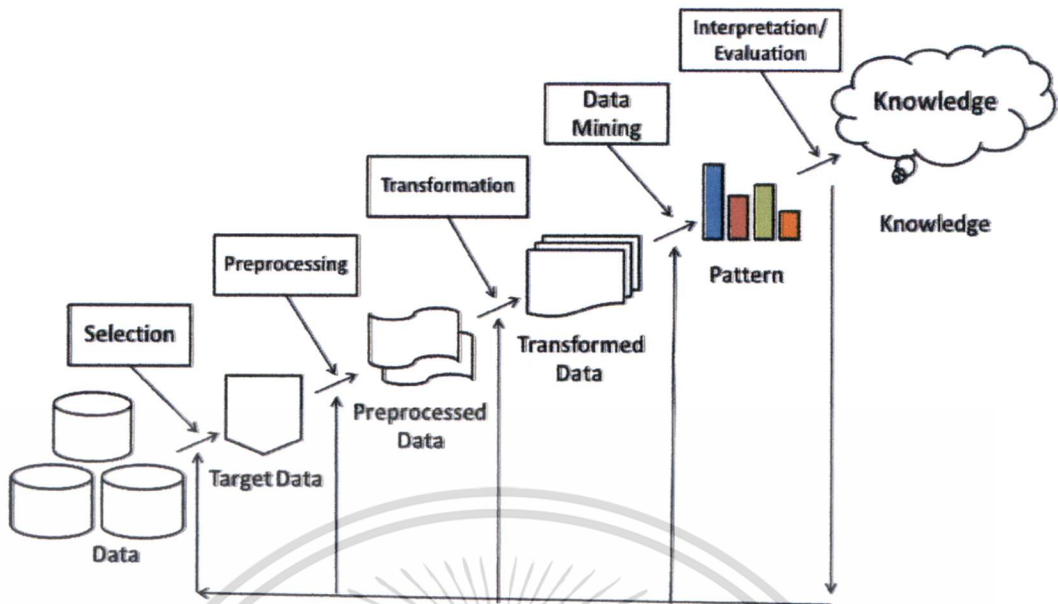 Interpretation/
Evaluation
Knowledge
Data
Mining
Transformation
Knowledge
Preprocessing
Pattern
Selection
Transformed
Data
Preprocessed
Data
Target Data
Data